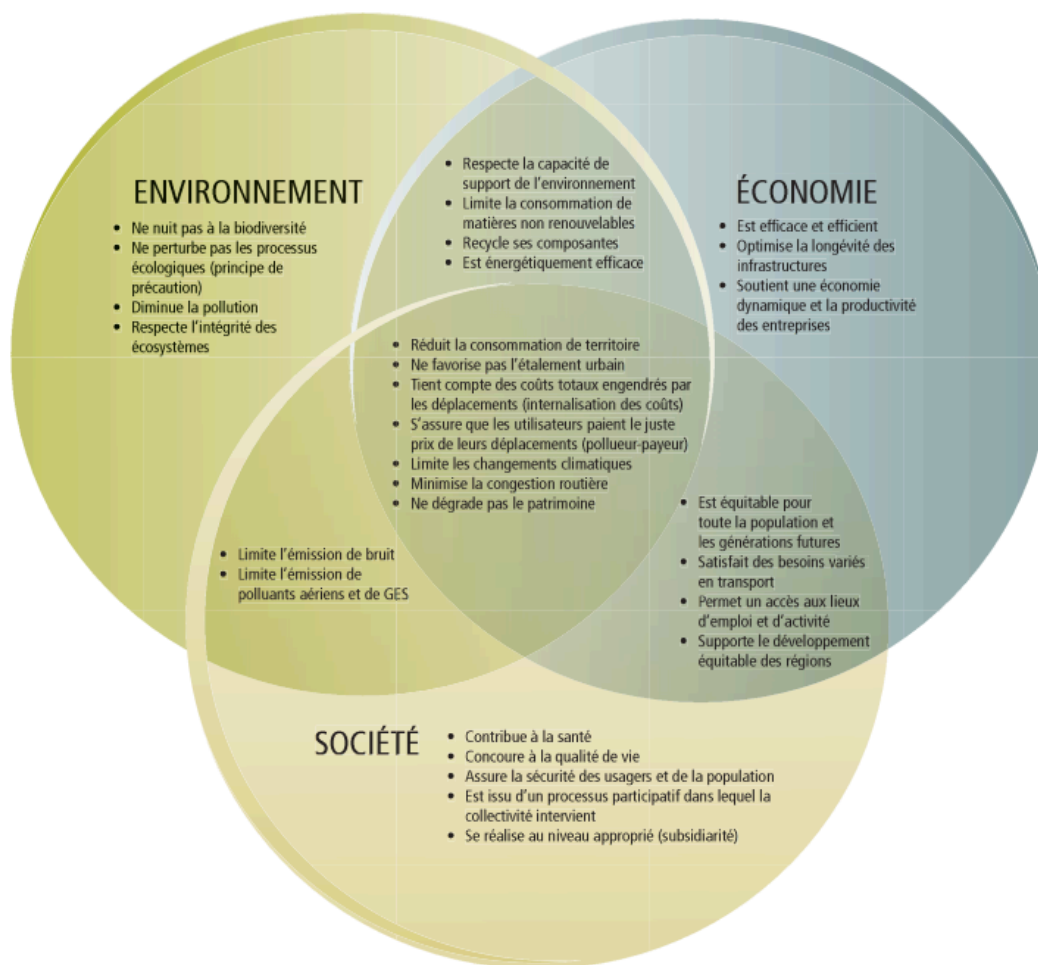 ENVIRONNEMENT
• Ne nuit pas à la biodiversité
• Ne perturbe pas les processus
écologiques (principe de
précaution)
• Diminue la pollution
• Respecte l'intégrité des
écosystèmes
• Respecte la capacité de
support de l'environnement
• Limite la consommation de
matières non renouvelables
• Recycle ses composantes
• Est énergétiquement efficace
ÉCONOMIE
• Est efficace et efficient
• Optimise la longévité des
infrastructures
• Soutient une économie
dynamique et la productivité
des entreprises
• Réduit la consommation de territoire
• Ne favorise pas l'étalement urbain
• Tient compte des coûts totaux engendrés par
les déplacements (internalisation des coûts)
• S'assure que les utilisateurs paient le juste
prix de leurs déplacements (pollueur-payeur)
• Limite les changements climatiques
• Minimise la congestion routière
• Ne dégrade pas le patrimoine
• Limite l'émission de bruit
• Limite l'émission de
polluants aériens et de GES
• Est équitable pour
toute la population et
les générations futures
• Satisfait des besoins variés
en transport
• Permet un accès aux lieux
d'emploi et d'activité
• Supporte le développement
équitable des régions
SOCIÉTÉ
• Contribue à la santé
• Concoure à la qualité de vie
• Assure la sécurité des usagers et de la population
• Est issu d'un processus participatif dans lequel la
collectivité intervient
• Se réalise au niveau approprié (subsidiarité)